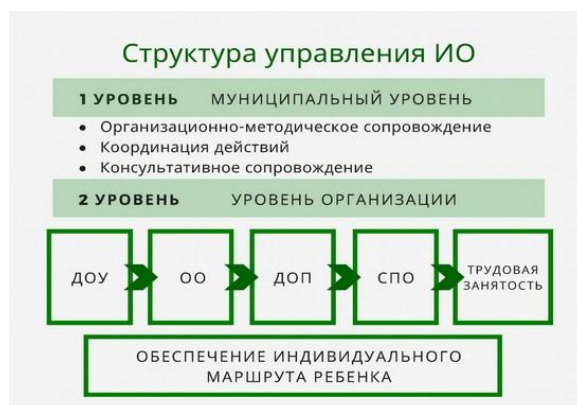 Структура управления ИО
1 УРОВЕНЬ МУНИЦИПАЛЬНЫЙ УРОВЕНЬ
• Организационно-методическое сопровождение
• Координация действий
• Консультативное сопровождение
2 УРОВЕНЬ УРОВЕНЬ ОРГАНИЗАЦИИ
ДОУ ОО ДОП СПО ТРУДОВАЯ
ЗАНЯТОСТЬ
ОБЕСПЕЧЕНИЕ ИНДИВИДУАЛЬНОГО
МАРШРУТА РЕБЕНКА